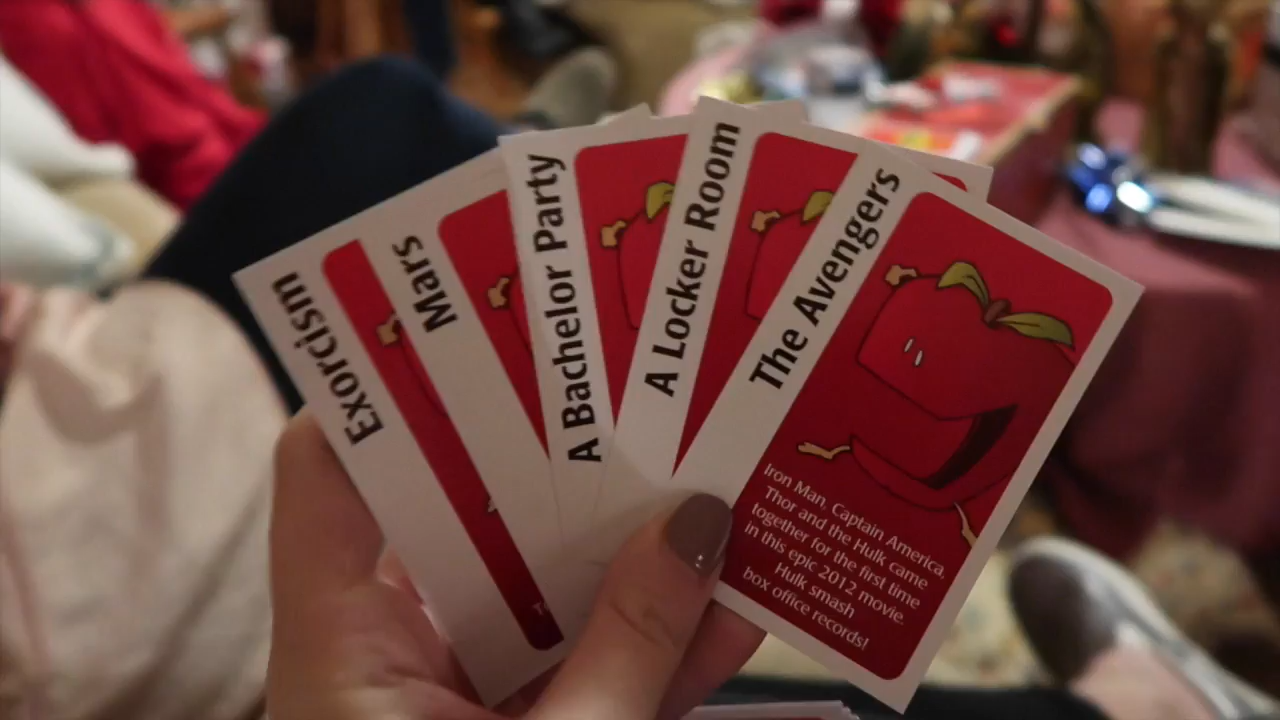 Exorcism
Mars
A Bachelor Party
A Locker Room
The Avengers
Iron Man, Captain America,
Thor and the Hulk came
together for the first time
in this epic 2012 movie.
Hulk smash
box office records!